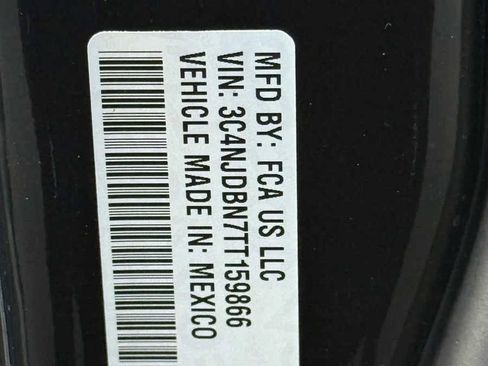 MFD BY: FCA US LLC
VIN: 3C4NJDBN7TT159866
VEHICLE MADE IN: MEXICO